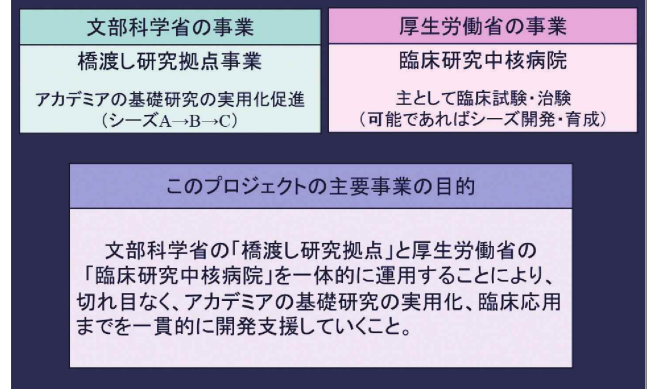 文部科学省の事業
橋渡し研究拠点事業
アカデミアの基礎研究の実用化促進
(シーズA→B→C)
厚生労働省の事業
臨床研究中核病院
主として臨床試験・治験
(可能であればシーズ開発・育成)
このプロジェクトの主要事業の目的
文部科学省の「橋渡し研究拠点」と厚生労働省の
「臨床研究中核病院」を一体的に運用することにより、
切れ目なく、アカデミアの基礎研究の実用化、臨床応用
までを一貫的に開発支援していくこと。